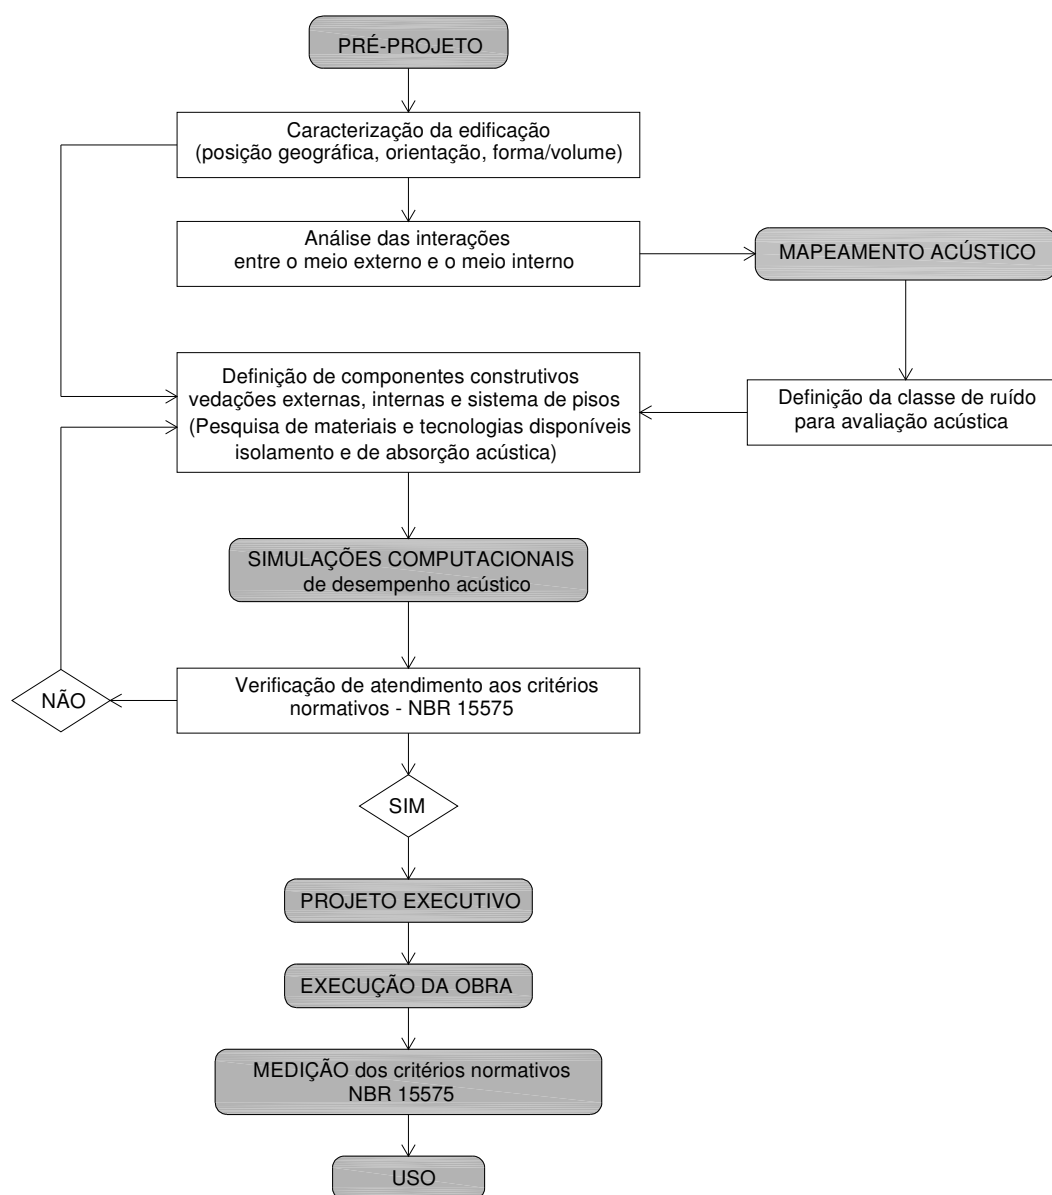 PRÉ-PROJETO
Caracterização da edificação
(posição geográfica, orientação, forma/volume)
Análise das interações
entre o meio externo e o meio interno
MAPEAMENTO ACÚSTICO
Definição da classe de ruído
para avaliação acústica
Definição de componentes construtivos
vedações externas, internas e sistema de pisos
(Pesquisa de materiais e tecnologias disponíveis
isolamento e de absorção acústica)
SIMULAÇÕES COMPUTACIONAIS
de desempenho acústico
Verificação de atendimento aos critérios
normativos - NBR 15575
NÃO
SIM
PROJETO EXECUTIVO
EXECUÇÃO DA OBRA
MEDIÇÃO dos critérios normativos
NBR 15575
USO